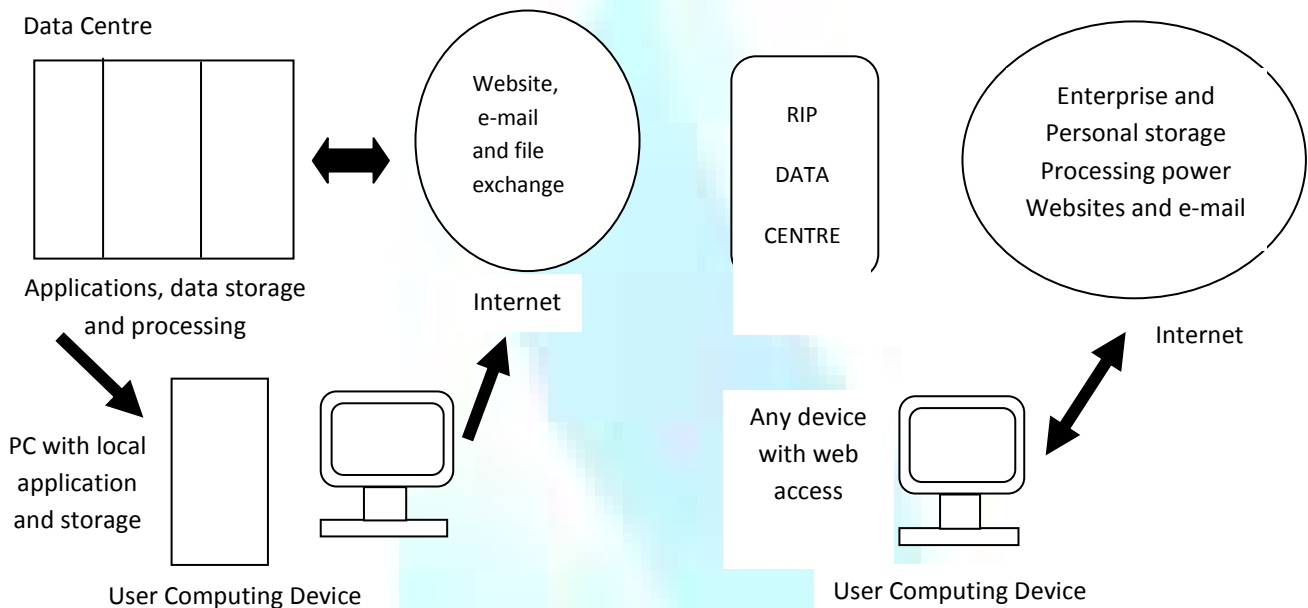 Data Centre
Website,
e-mail
and file
exchange
Applications, data storage
and processing
Internet
PC with local
application
and storage
User Computing Device
RIP
DATA
CENTRE
Enterprise and
Personal storage
Processing power
Websites and e-mail
Internet
Any device
with web
access
User Computing Device